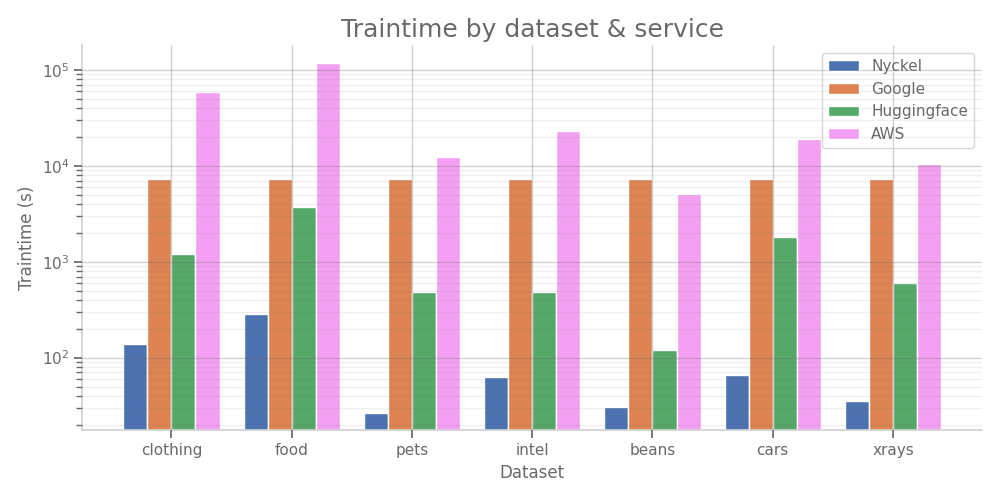 Traintime by dataset & service
Nyckel
Google
Huggingface
AWS
10^5
10^4
10^3
10^2
Traintime (s)
clothing food pets intel beans cars xrays
Dataset